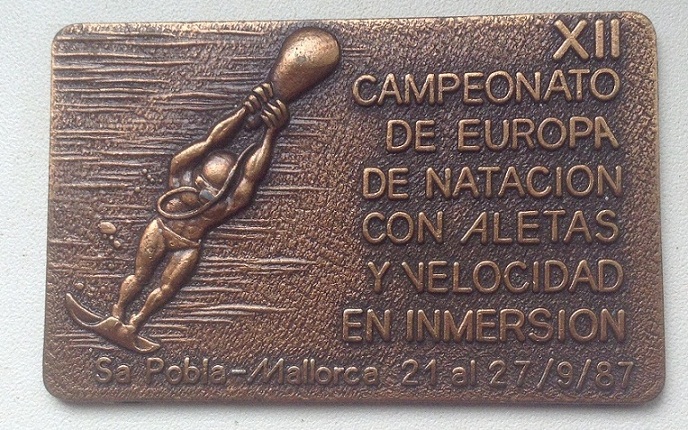 XII
CAMPEONATO
DE EUROPA
DE NATACION
CON ALETAS
Y VELOCIDAD
EN INMERSION
Sa Pobla-Mallorca 21 al 27/9/87